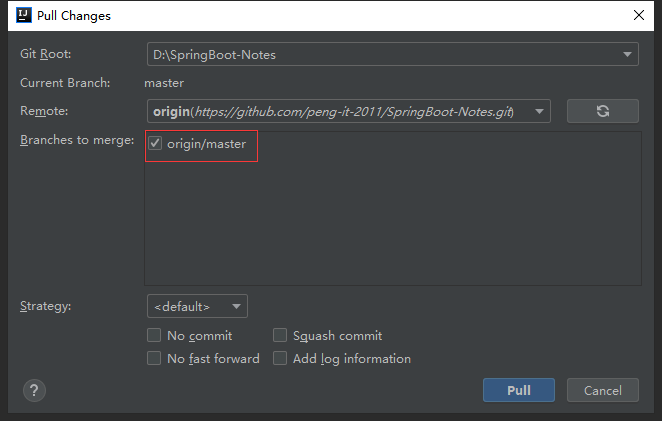 IJ Pull Changes
Git Root: D:\SpringBoot-Notes
Current Branch: master
Remote: origin(https://github.com/peng-it-2011/SpringBoot-Notes.git)
Branches to merge: origin/master
Strategy: <default>
No commit Squash commit
No fast forward Add log information
? Pull Cancel